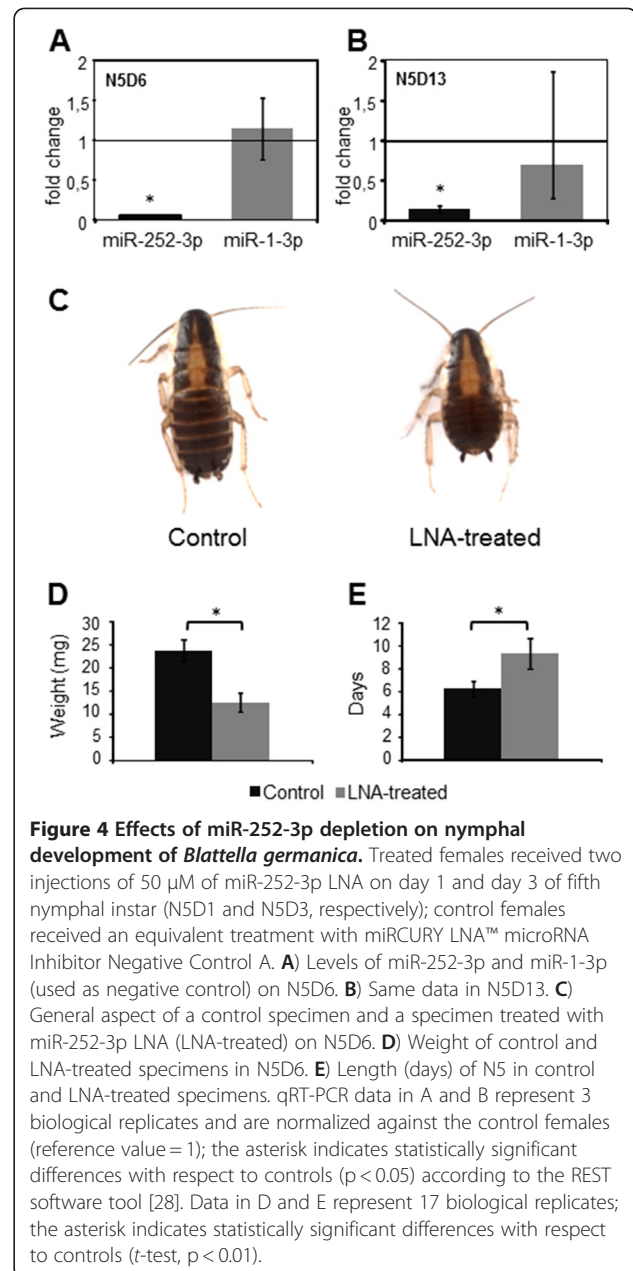 A
B
2
1,5
1
0,5
0
fold change
N5D6
*
miR-252-3p
miR-1-3p
2
1,5
1
0,5
0
fold change
N5D13
*
miR-252-3p
miR-1-3p
C
Control
LNA-treated
D
E
30
25
20
15
10
5
0
Weight (mg)
*
12
10
8
6
4
2
0
Days
*
Control LNA-treated
Figure 4 Effects of miR-252-3p depletion on nymphal
development of Blattella germanica. Treated females received two
injections of 50 μM of miR-252-3p LNA on day 1 and day 3 of fifth
nymphal instar (N5D1 and N5D3, respectively); control females
received an equivalent treatment with miRCURY LNA™ microRNA
Inhibitor Negative Control A. A) Levels of miR-252-3p and miR-1-3p
(used as negative control) on N5D6. B) Same data in N5D13. C)
General aspect of a control specimen and a specimen treated with
miR-252-3p LNA (LNA-treated) on N5D6. D) Weight of control and
LNA-treated specimens in N5D6. E) Length (days) of N5 in control
and LNA-treated specimens. qRT-PCR data in A and B represent 3
biological replicates and are normalized against the control females
(reference value = 1); the asterisk indicates statistically significant
differences with respect to controls (p < 0.05) according to the REST
software tool [28]. Data in D and E represent 17 biological replicates;
the asterisk indicates statistically significant differences with respect
to controls (t-test, p < 0.01).